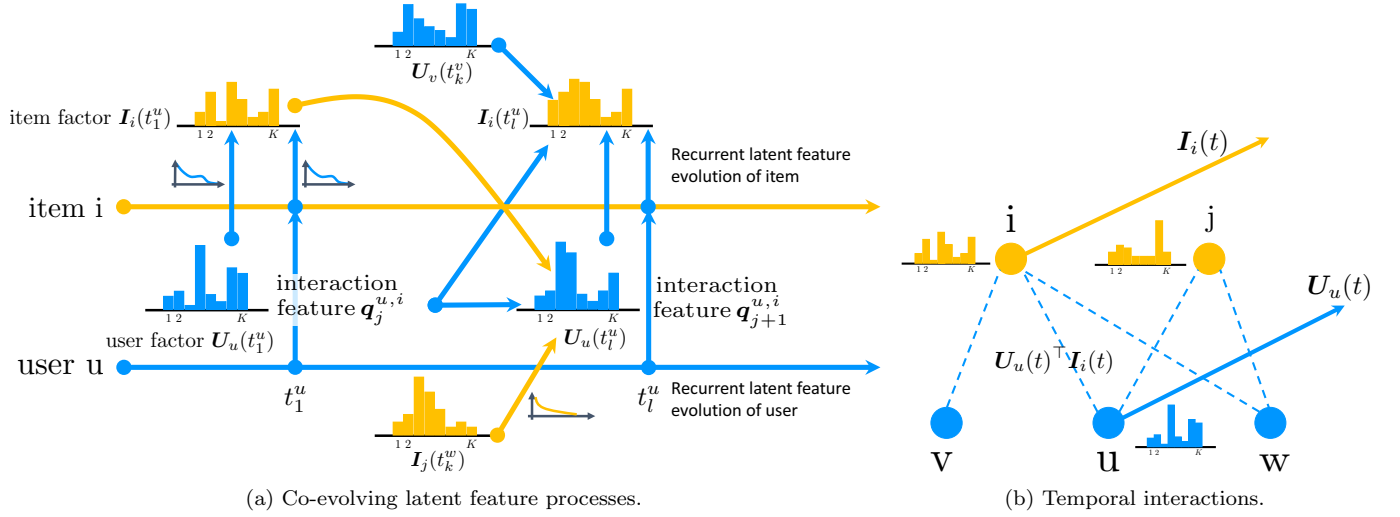 1 2 K
U_v(t_k^v)
item factor I_i(t_1^u)
1 2 K
I_i(t_l^u)
1 2 K
Recurrent latent feature
evolution of item
item i
interaction
feature q_j^{u,i}
1 2 K
user factor U_u(t_1^u)
1 2 K
U_u(t_l^u)
interaction
feature q_{j+1}^{u,i}
user u
t_1^u
t_l^u
Recurrent latent feature
evolution of user
1 2 K
I_j(t_k^w)
(a) Co-evolving latent feature processes.
I_i(t)
i
j
1 2 K
1 2 K
U_u(t)
U_u(t)^⊤ I_i(t)
1 2 K
v
u
w
(b) Temporal interactions.